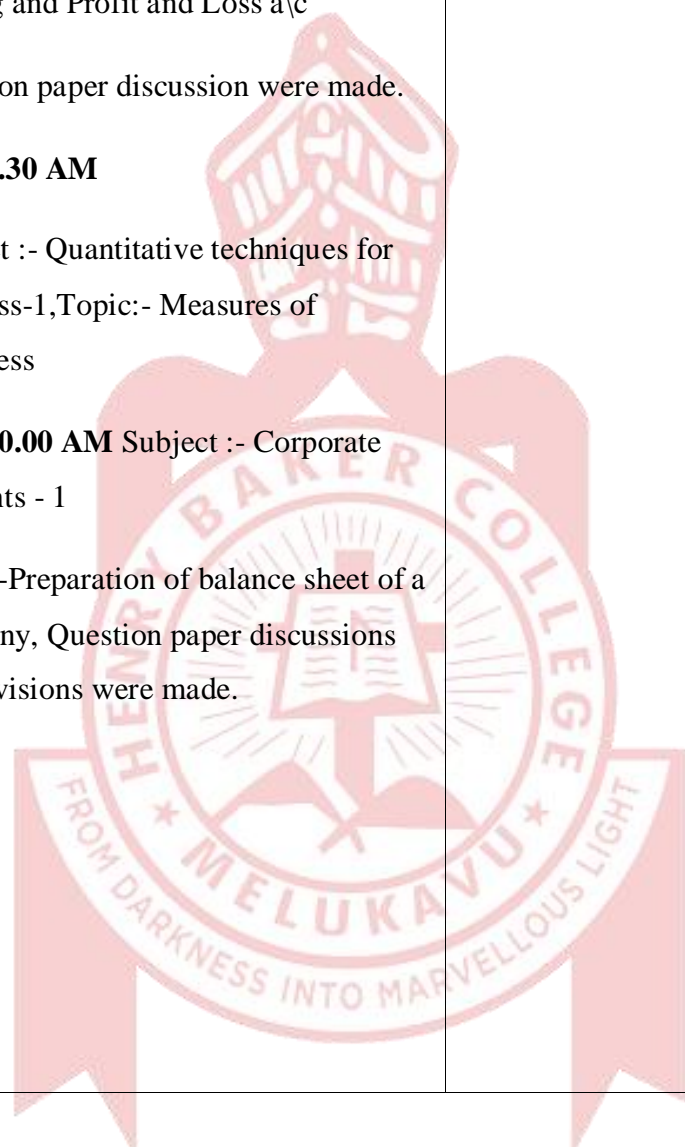 g and Profit and Loss a\c
on paper discussion were made.
.30 AM
t :- Quantitative techniques for
ss-1,Topic:- Measures of
ess
0.00 AM Subject :- Corporate
nts - 1
-Preparation of balance sheet of a
ny, Question paper discussions
visions were made.
HENRY BAKER COLLEGE
★ MELUKAVU ★
FROM DARKNESS INTO MARVELLOUS LIGHT